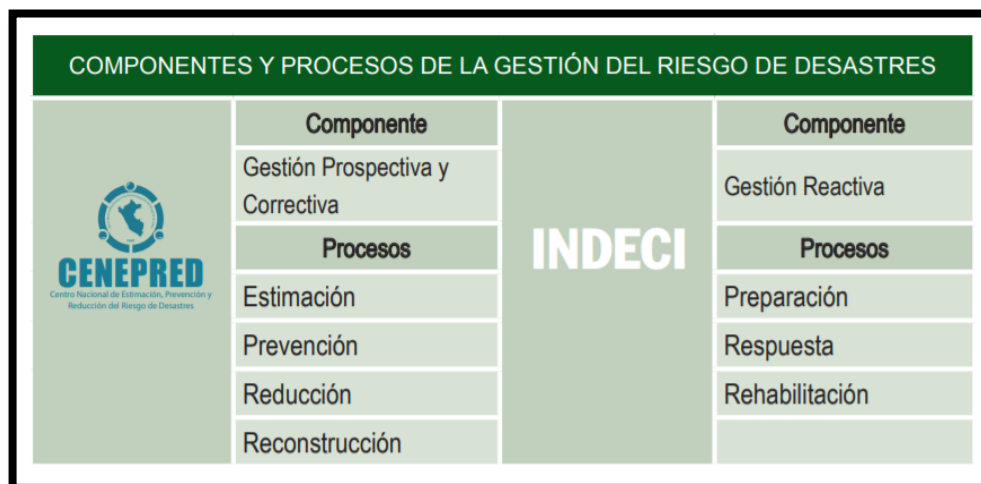 COMPONENTES Y PROCESOS DE LA GESTIÓN DEL RIESGO DE DESASTRES
CENEPRED
Centro Nacional de Estimación, Prevención y
Reducción del Riesgo de Desastres
Componente
Gestión Prospectiva y
Correctiva
Procesos
Estimación
Prevención
Reducción
Reconstrucción
INDECI
Componente
Gestión Reactiva
Procesos
Preparación
Respuesta
Rehabilitación